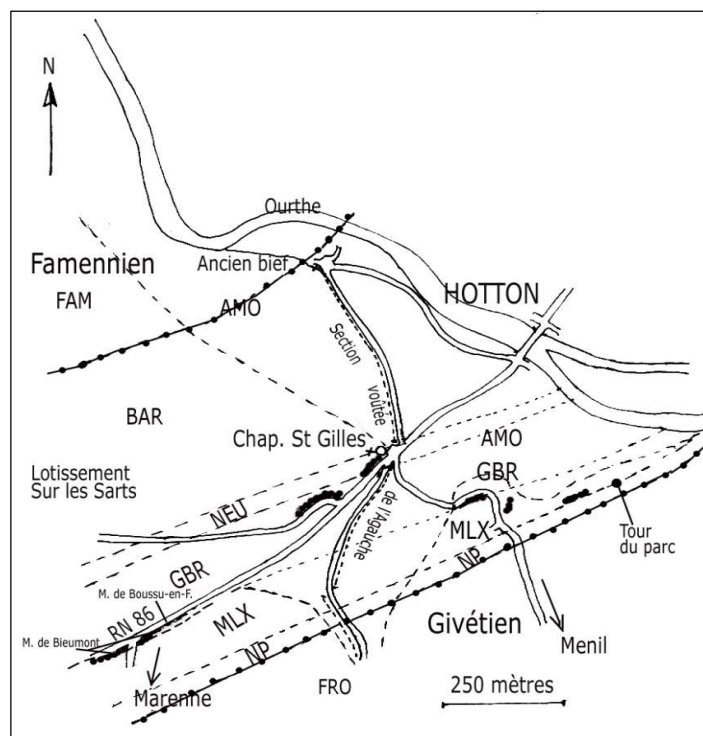 N
Ourthe
Famennien
Ancien bief
FAM
AMO
HOTTON
Section
voûtée
BAR
Chap. St Gilles
AMO
Lotissement
Sur les Sarts
GBR
NEU
de l'Agauche
MLX
Tour
du parc
GBR
NP
M. de Boussu-en-F.
RN 86
MLX
Givétien
M. de Bieumont
Menil
NP
Marenne
FRO
250 mètres